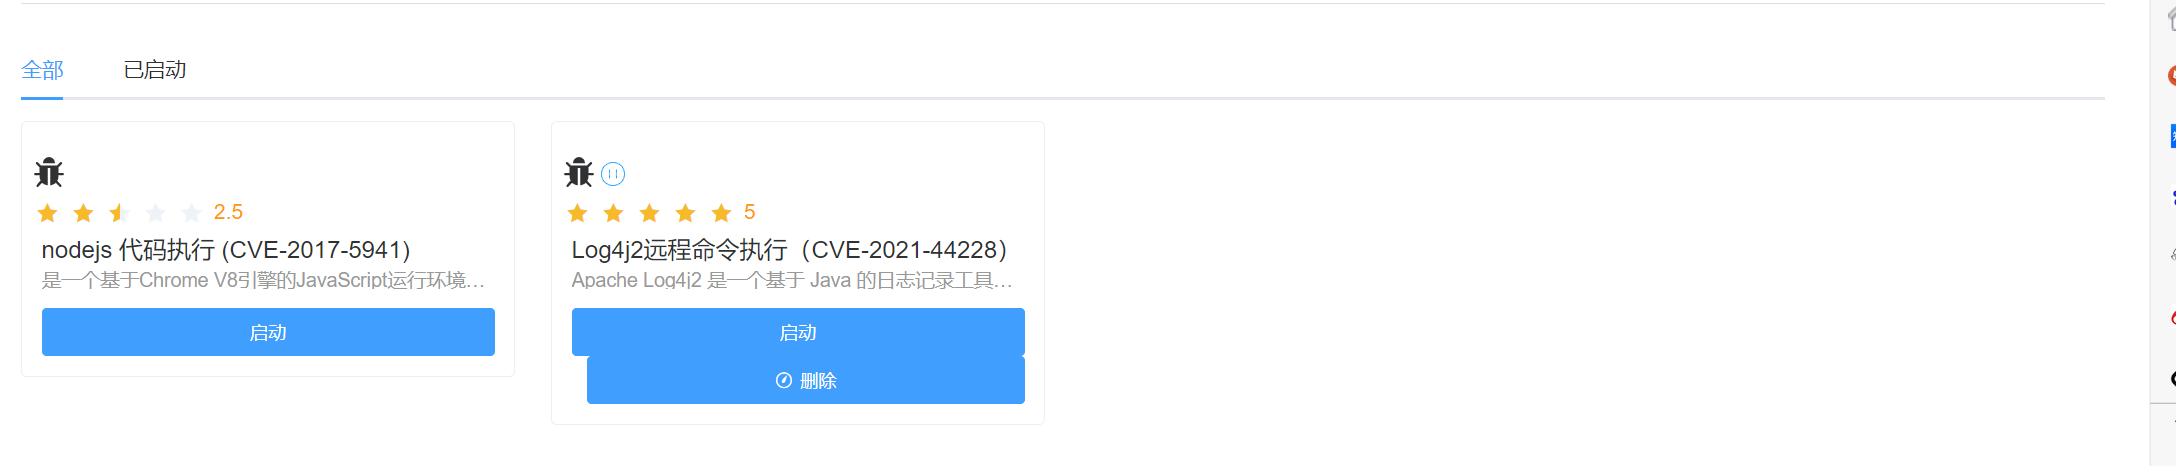 全部 已启动
2.5
nodejs 代码执行 (CVE-2017-5941)
是一个基于Chrome V8引擎的JavaScript运行环境...
启动
5
Log4j2远程命令执行（CVE-2021-44228）
Apache Log4j2 是一个基于 Java 的日志记录工具...
启动
删除